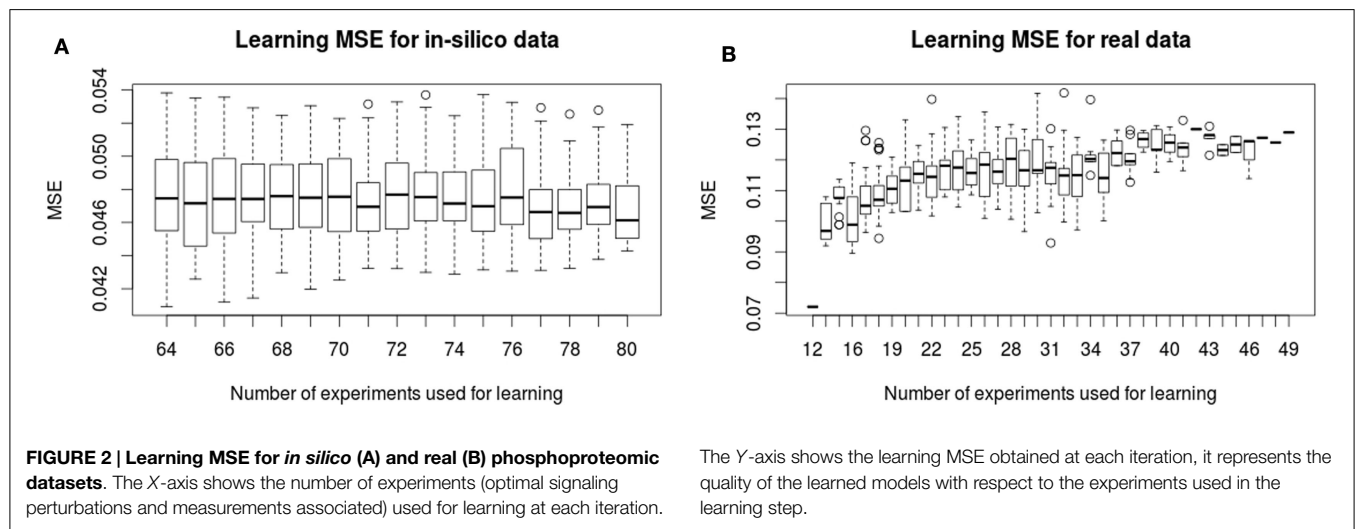 A
Learning MSE for in-silico data
MSE
0.042
0.046
0.050
0.054
64
66
68
70
72
74
76
78
80
Number of experiments used for learning
B
Learning MSE for real data
MSE
0.07
0.09
0.11
0.13
12
16
19
22
25
28
31
34
37
40
43
46
49
Number of experiments used for learning
FIGURE 2 | Learning MSE for in silico (A) and real (B) phosphoproteomic
datasets. The X-axis shows the number of experiments (optimal signaling
perturbations and measurements associated) used for learning at each iteration.
The Y-axis shows the learning MSE obtained at each iteration, it represents the
quality of the learned models with respect to the experiments used in the
learning step.